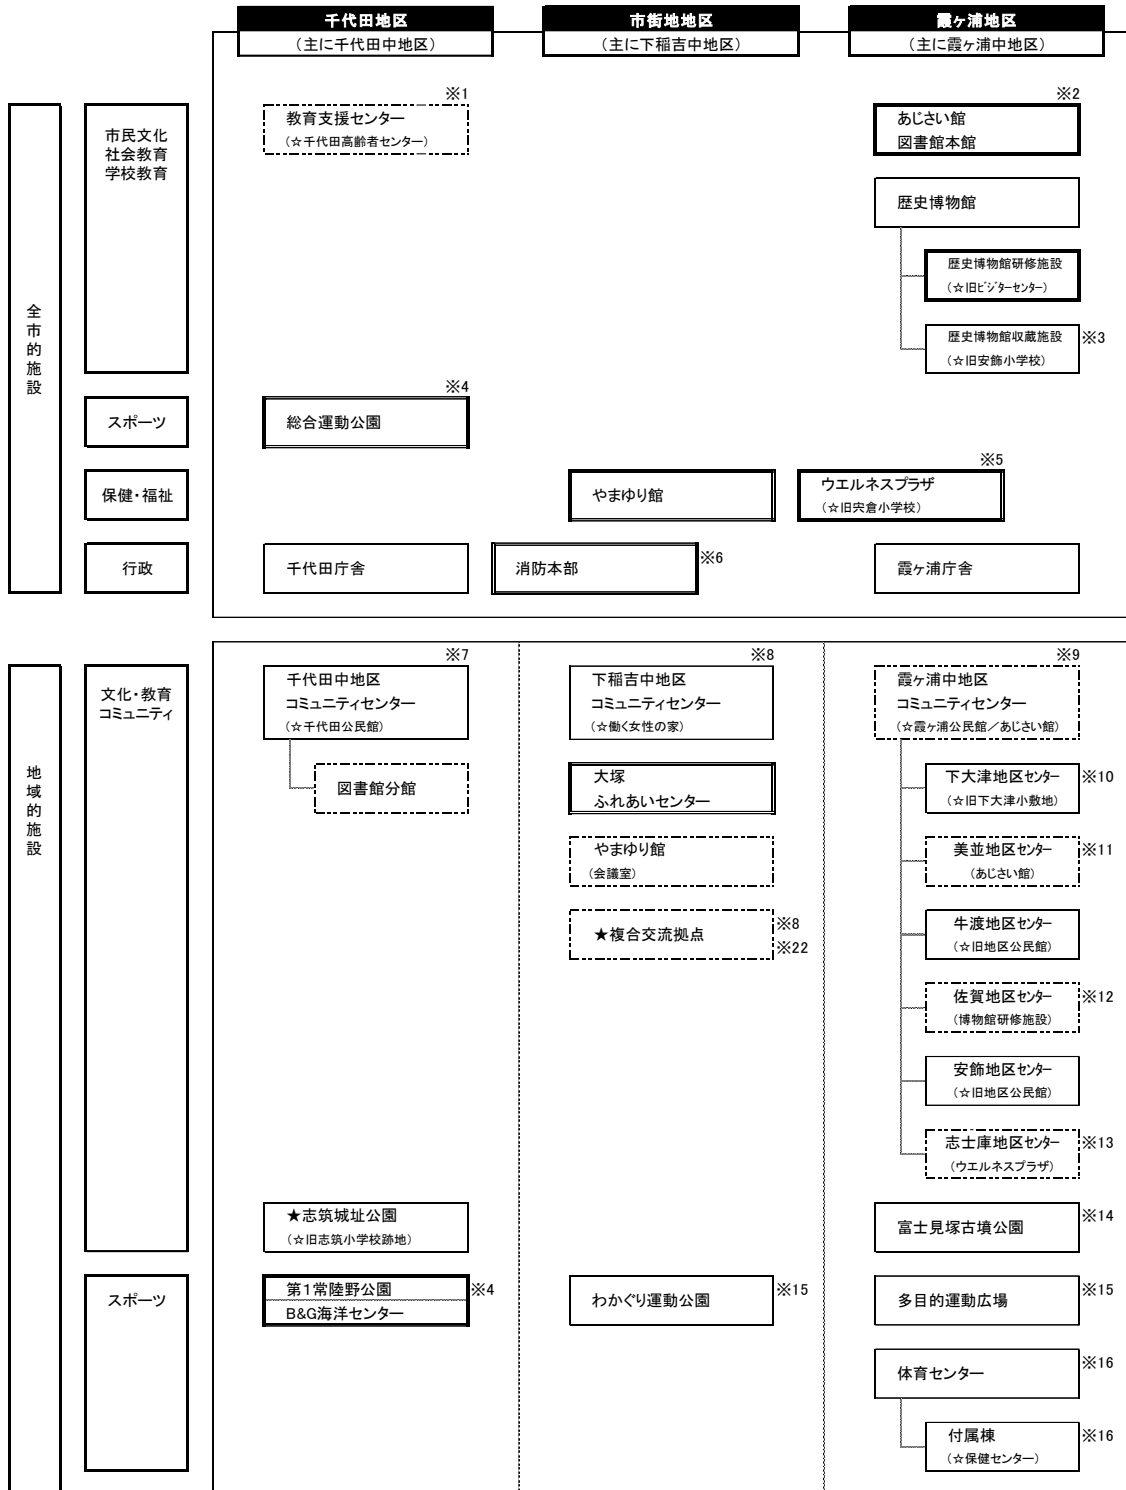 千代田地区
(主に千代田中地区)
市街地地区
(主に下稲吉中地区)
霞ヶ浦地区
(主に霞ヶ浦中地区)
全市的施設
市民文化
社会教育
学校教育
※1
教育支援センター
(☆千代田高齢者センター)
※2
あじさい館
図書館本館
歴史博物館
歴史博物館研修施設
(☆旧ビジターセンター)
歴史博物館収蔵施設
(☆旧安飾小学校)
※3
スポーツ
※4
総合運動公園
保健・福祉
やまゆり館
※5
ウエルネスプラザ
(☆旧宍倉小学校)
行政
千代田庁舎
消防本部
※6
霞ヶ浦庁舎
地域的施設
文化・教育
コミュニティ
※7
千代田中地区
コミュニティセンター
(☆千代田公民館)
図書館分館
※8
下稲吉中地区
コミュニティセンター
(☆働く女性の家)
大塚
ふれあいセンター
やまゆり館
(会議室)
★複合交流拠点
※8
※22
※9
霞ヶ浦中地区
コミュニティセンター
(☆霞ヶ浦公民館/あじさい館)
下大津地区センター
(☆旧下大津小敷地)
※10
美並地区センター
(あじさい館)
※11
牛渡地区センター
(☆旧地区公民館)
佐賀地区センター
(博物館研修施設)
※12
安飾地区センター
(☆旧地区公民館)
志士庫地区センター
(ウエルネスプラザ)
※13
★志筑城址公園
(☆旧志筑小学校跡地)
富士見塚古墳公園
※14
スポーツ
第1常陸野公園
B&G海洋センター
※4
わかぐり運動公園
※15
多目的運動広場
※15
体育センター
※16
付属棟
(☆保健センター)
※16